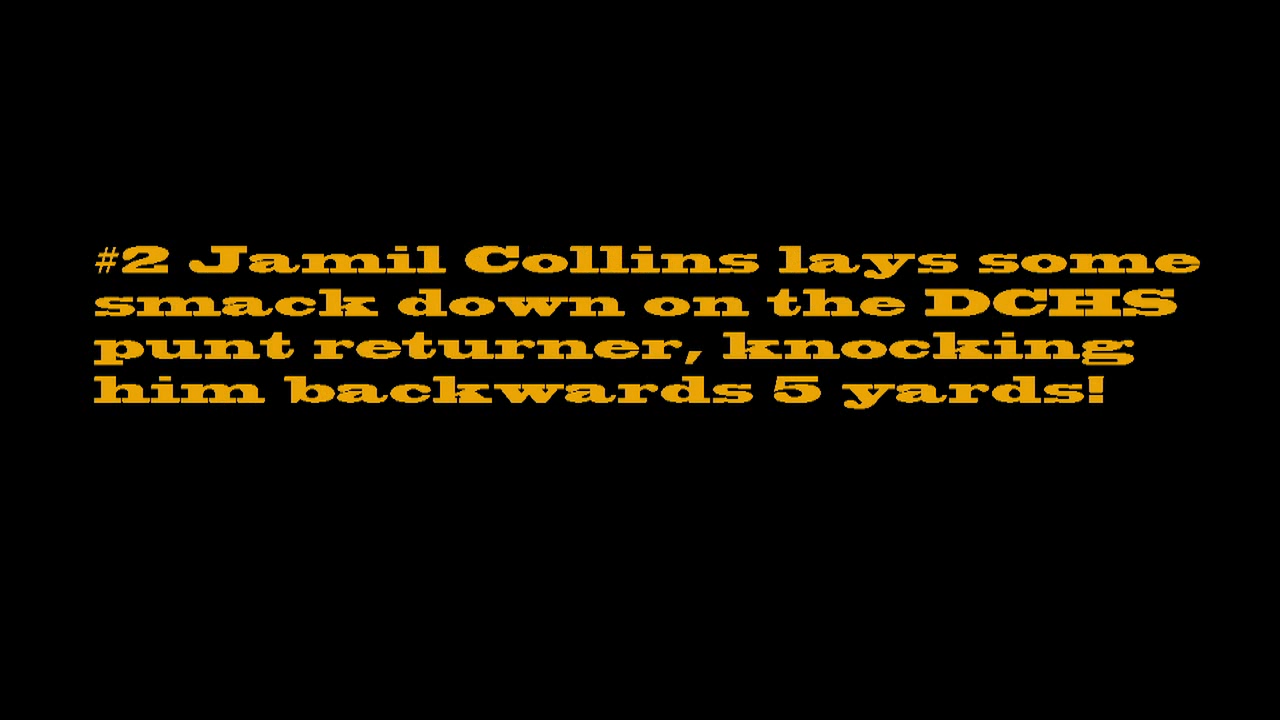 #2 Jamil Collins lays some
smack down on the DCHS
punt returner, knocking
him backwards 5 yards!